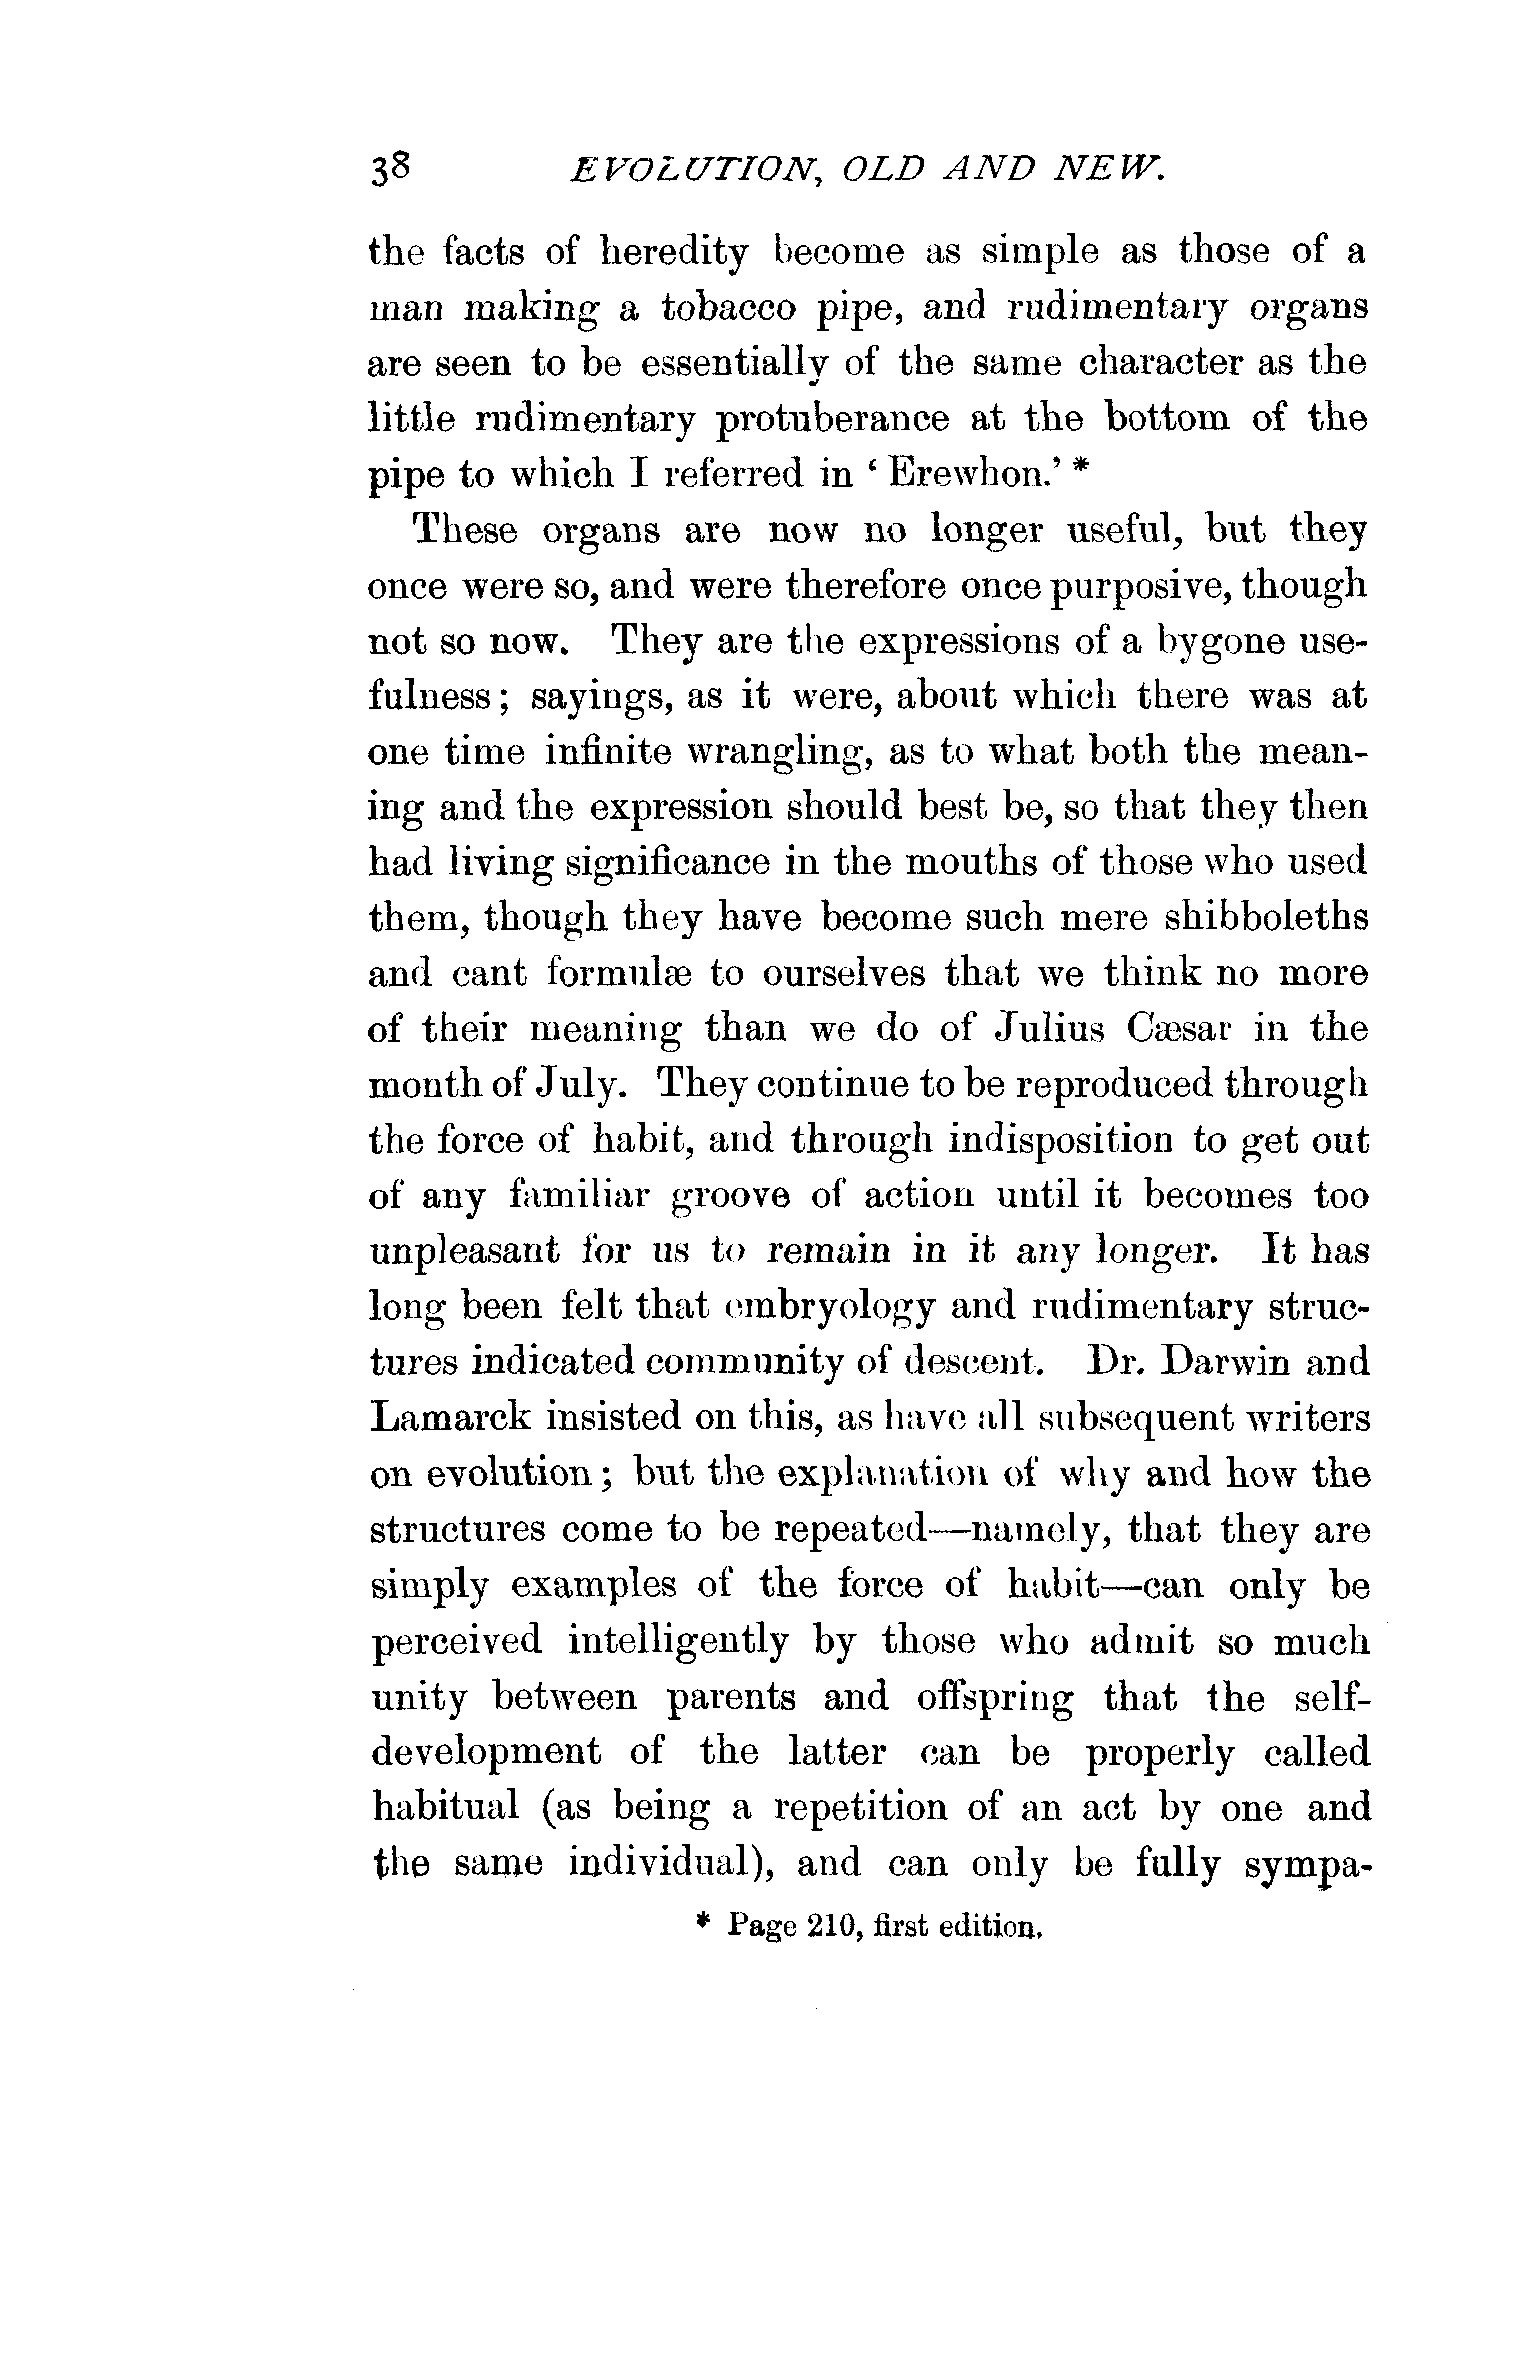 38 EVOLUTION, OLD AND NEW.
the facts of heredity become as simple as those of a
man making a tobacco pipe, and rudimentary organs
are seen to be essentially of the same character as the
little rudimentary protuberance at the bottom of the
pipe to which I referred in ‘ Erewhon.’ *
These organs are now no longer useful, but they
once were so, and were therefore once purposive, though
not so now. They are the expressions of a bygone use-
fulness; sayings, as it were, about which there was at
one time infinite wrangling, as to what both the mean-
ing and the expression should best be, so that they then
had living significance in the mouths of those who used
them, though they have become such mere shibboleths
and cant formulæ to ourselves that we think no more
of their meaning than we do of Julius Cæsar in the
month of July. They continue to be reproduced through
the force of habit, and through indisposition to get out
of any familiar groove of action until it becomes too
unpleasant for us to remain in it any longer. It has
long been felt that embryology and rudimentary struc-
tures indicated community of descent. Dr. Darwin and
Lamarck insisted on this, as have all subsequent writers
on evolution; but the explanation of why and how the
structures come to be repeated—namely, that they are
simply examples of the force of habit—can only be
perceived intelligently by those who admit so much
unity between parents and offspring that the self-
development of the latter can be properly called
habitual (as being a repetition of an act by one and
the same individual), and can only be fully sympa-
* Page 210, first edition.